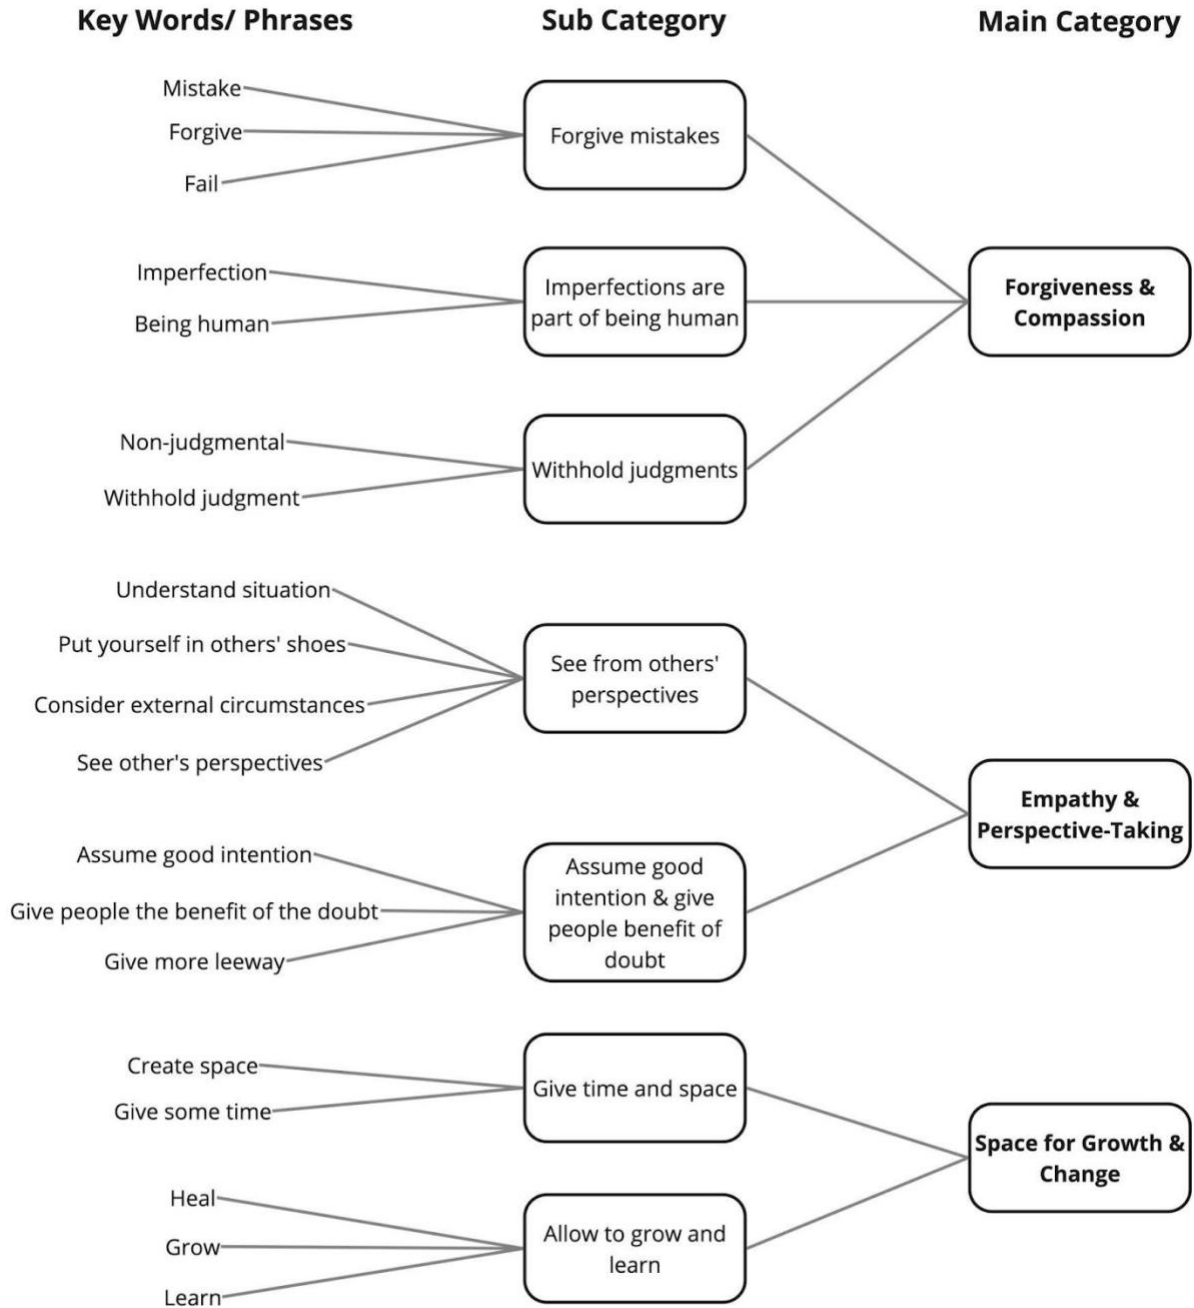 Key Words/ Phrases
Sub Category
Main Category
Mistake
Forgive
Fail
Forgive mistakes
Imperfection
Being human
Imperfections are
part of being human
Non-judgmental
Withhold judgment
Withhold judgments
Forgiveness &
Compassion
Understand situation
Put yourself in others' shoes
Consider external circumstances
See other's perspectives
See from others'
perspectives
Assume good intention
Give people the benefit of the doubt
Give more leeway
Assume good
intention & give
people benefit of
doubt
Empathy &
Perspective-Taking
Create space
Give some time
Give time and space
Heal
Grow
Learn
Allow to grow and
learn
Space for Growth &
Change